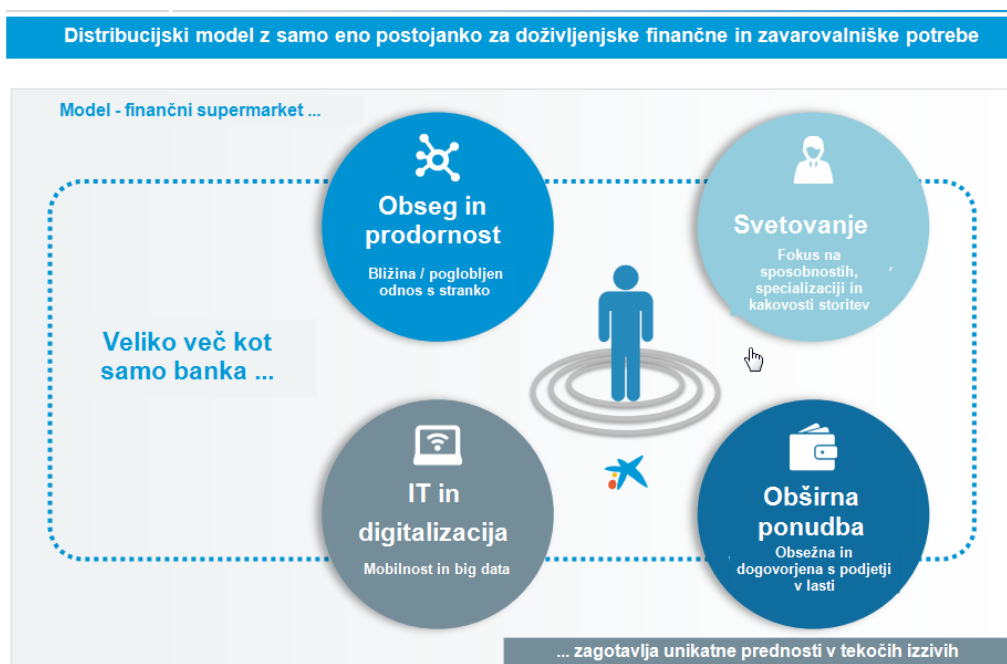 Distribucijski model z samo eno postojanko za doživljenjske finančne in zavarovalniške potrebe
Model - finančni supermarket ...
Obseg in
prodornost
Bližina / poglobljen
odnos s stranko
Svetovanje
Fokus na
sposobnostih,
specializaciji in
kakovosti storitev
Veliko več kot
samo banka ...
IT in
digitalizacija
Mobilnost in big data
Obširna
ponudba
Obsežna in
dogovorjena s podjetji
v lasti
... zagotavlja unikatne prednosti v tekočih izzivih